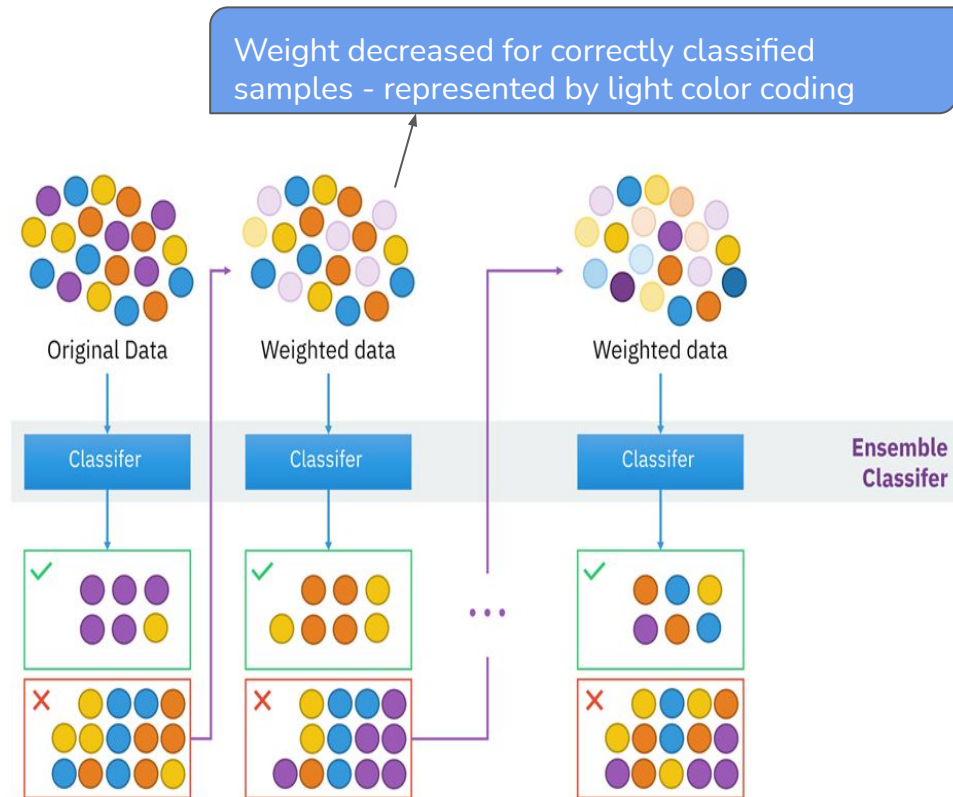 Weight decreased for correctly classified
samples - represented by light color coding
Original Data
Weighted data
Weighted data
Classifer
Classifer
Classifer
Ensemble
Classifer